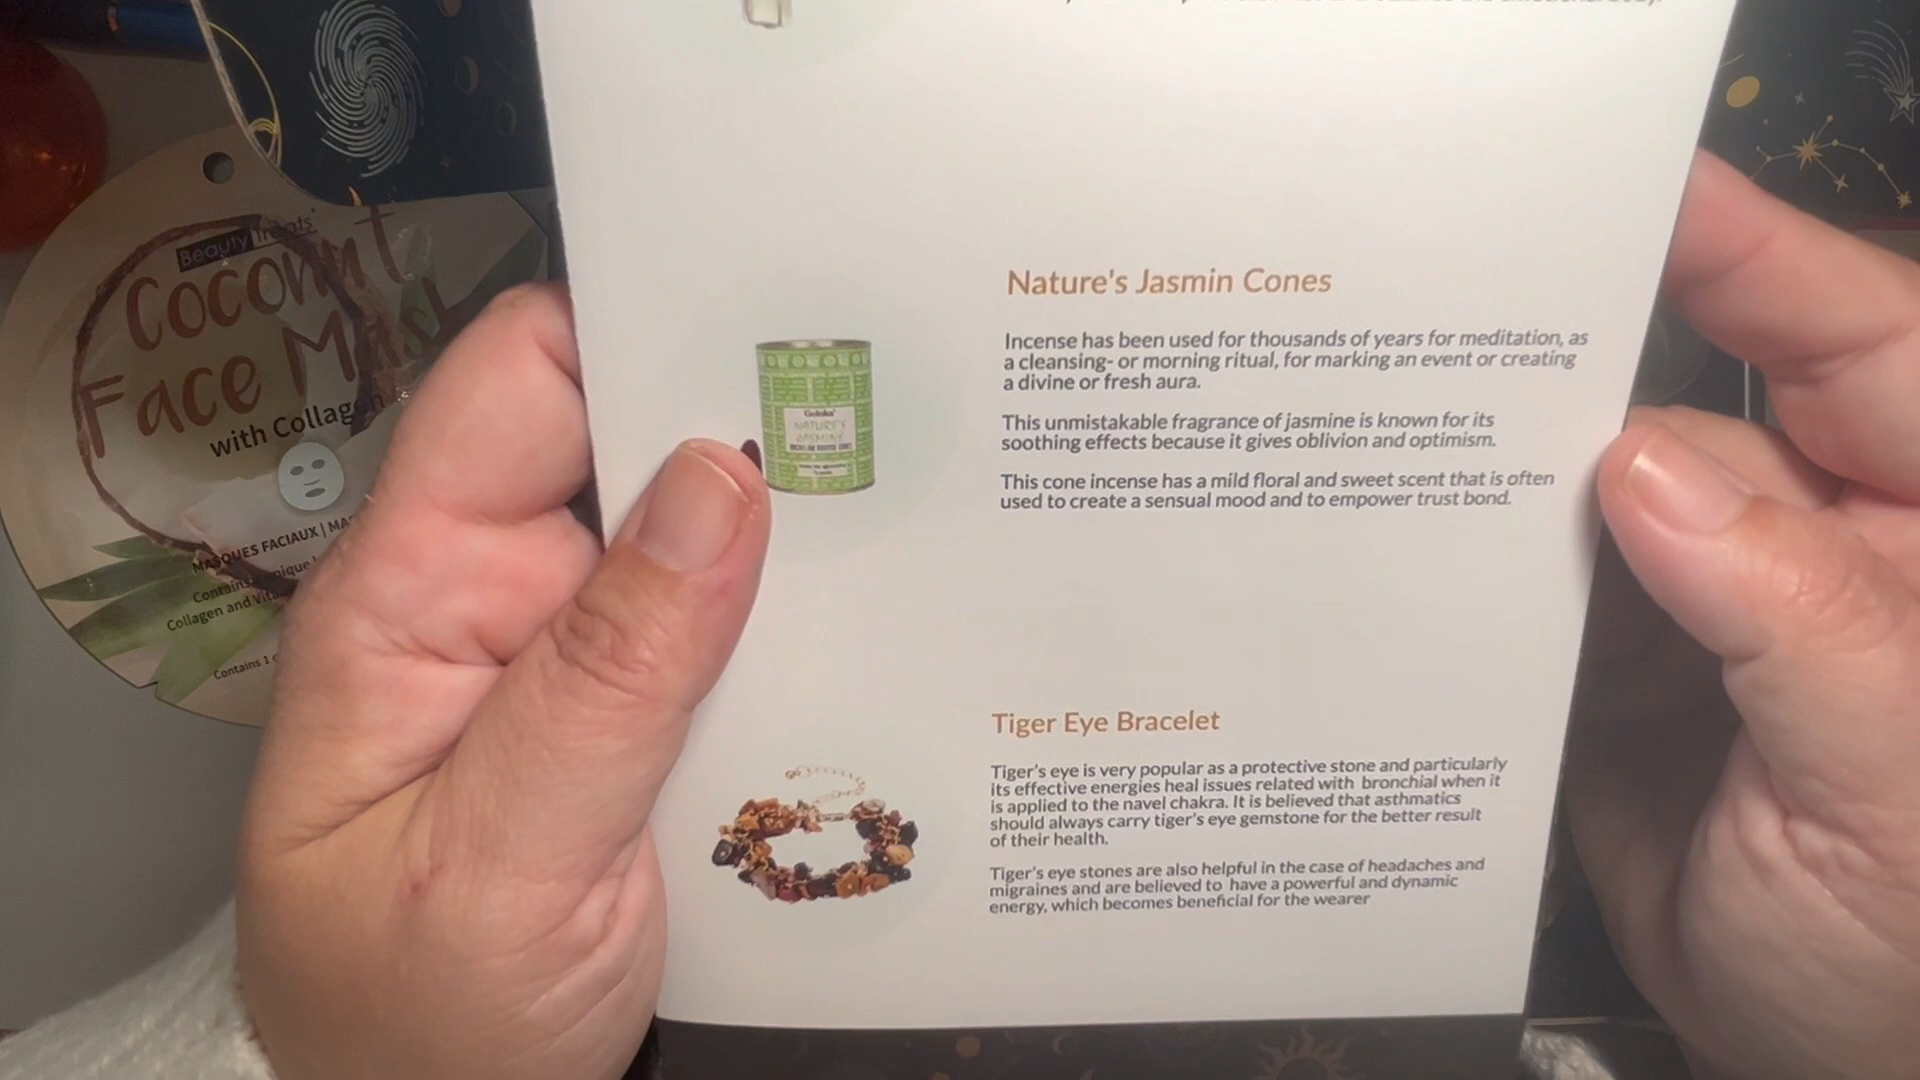 Nature's Jasmin Cones
Incense has been used for thousands of years for meditation, as
a cleansing- or morning ritual, for marking an event or creating
a divine or fresh aura.
This unmistakable fragrance of jasmine is known for its
soothing effects because it gives oblivion and optimism.
This cone incense has a mild floral and sweet scent that is often
used to create a sensual mood and to empower trust bond.
Goloka
NATURE'S
JASMINE
Tiger Eye Bracelet
Tiger's eye is very popular as a protective stone and particularly
its effective energies heal issues related with bronchial when it
is applied to the navel chakra. It is believed that asthmatics
should always carry tiger's eye gemstone for the better result
of their health.
Tiger's eye stones are also helpful in the case of headaches and
migraines and are believed to have a powerful and dynamic
energy, which becomes beneficial for the wearer
Beauty Treats
Coconut
Face Mask
with Collagen
MASQUES FACIAUX |
Contains
Collagen and
Contains 1